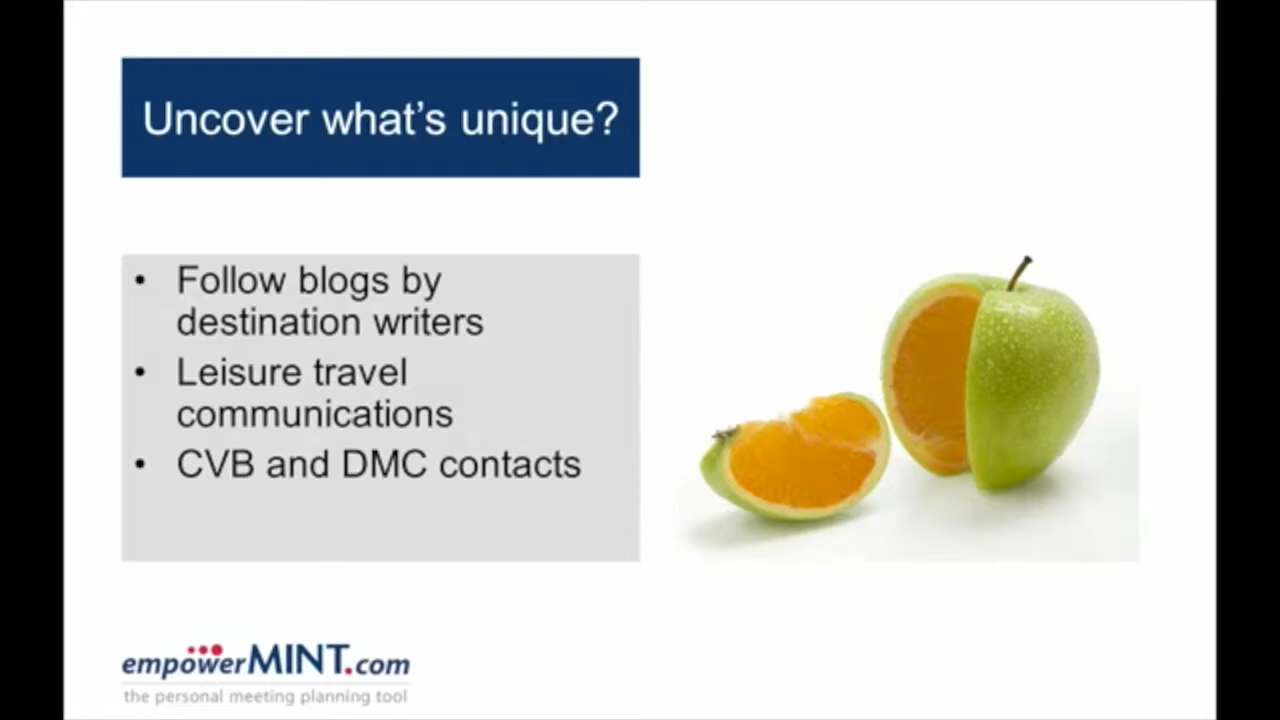 Uncover what's unique?
• Follow blogs by
destination writers
• Leisure travel
communications
• CVB and DMC contacts
empowerMINT.com
the personal meeting planning tool